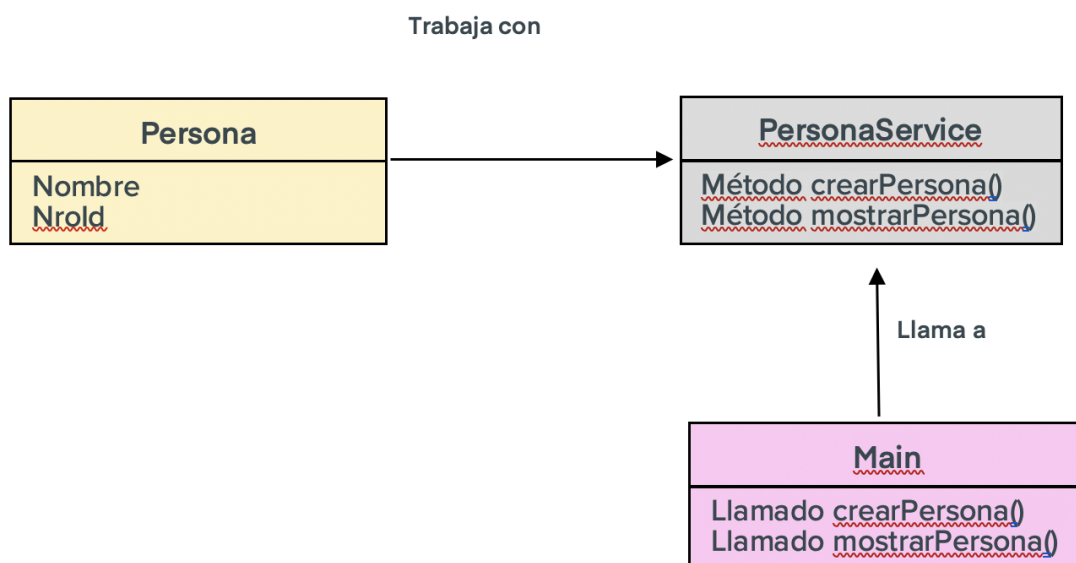 Trabaja con
Persona
Nombre
NroId
PersonaService
Método crearPersona()
Método mostrarPersona()
Llama a
Main
Llamado crearPersona()
Llamado mostrarPersona()